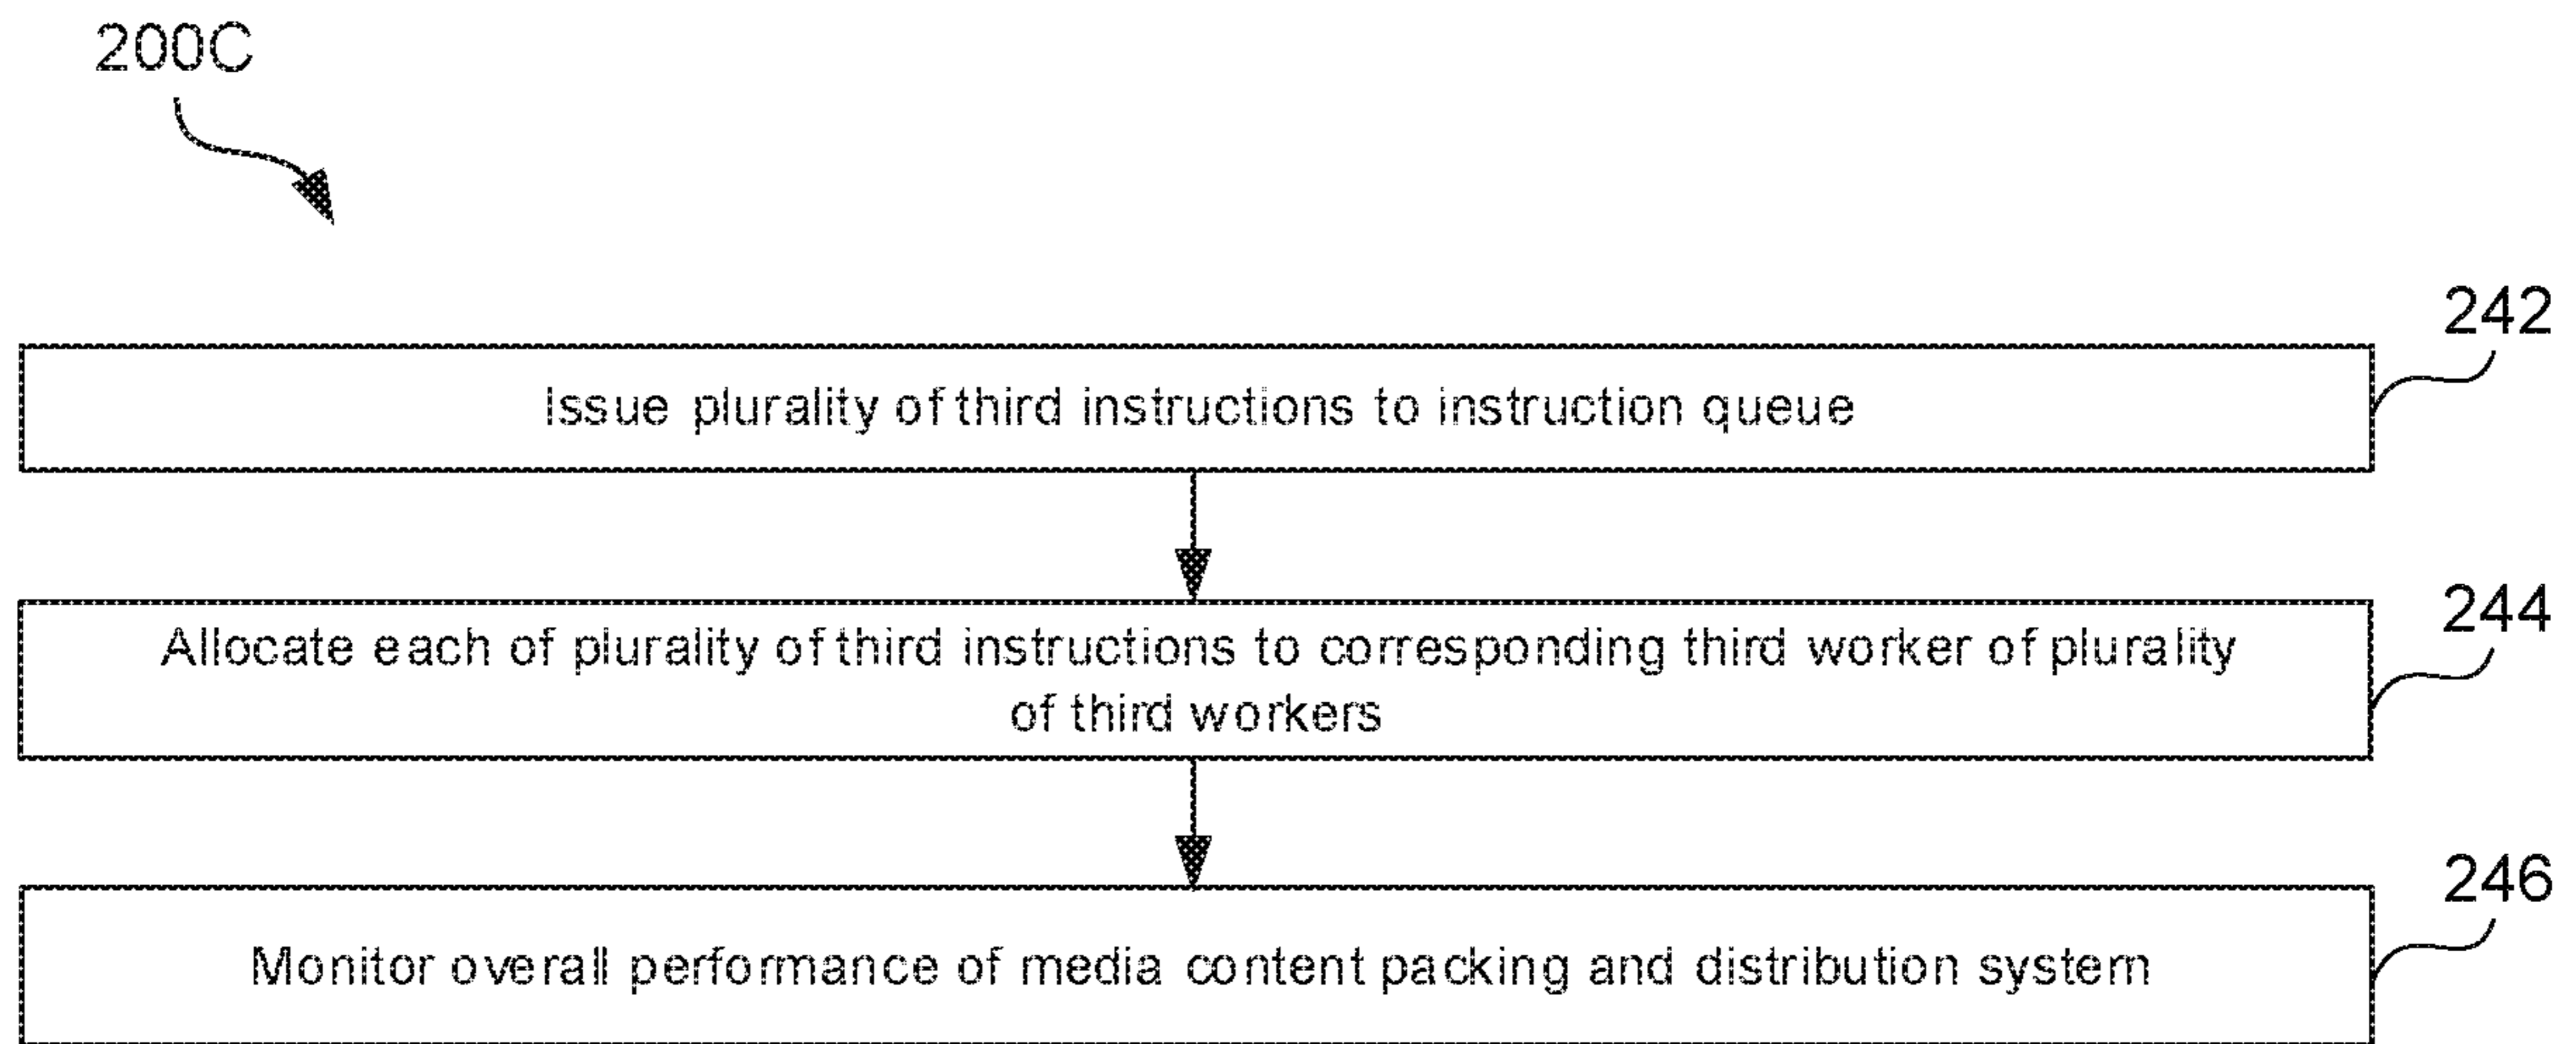 200C
242
Issue plurality of third instructions to instruction queue
244
Allocate each of plurality of third instructions to corresponding third worker of plurality
of third workers
246
Monitor overall performance of media content packing and distribution system